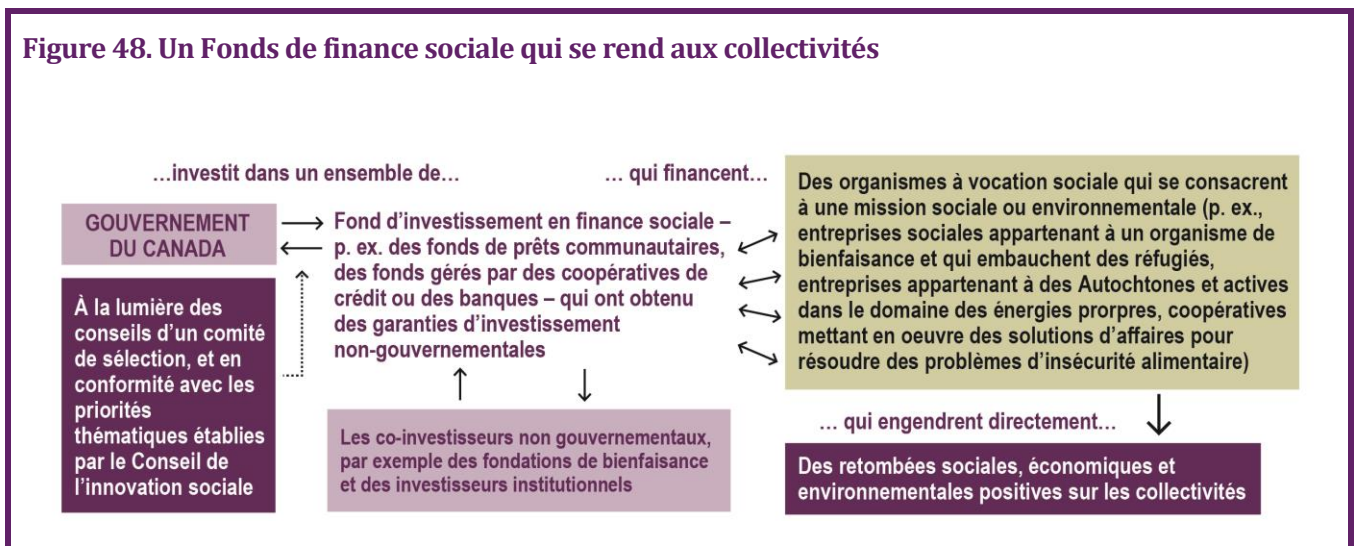 Figure 48. Un Fonds de finance sociale qui se rend aux collectivités
…investit dans un ensemble de…
… qui financent…
GOUVERNEMENT
DU CANADA
À la lumière des
conseils d’un comité
de sélection, et en
conformité avec les
priorités
thématiques établies
par le Conseil de
l’innovation sociale
Fond d’investissement en finance sociale –
p. ex. des fonds de prêts communautaires,
des fonds gérés par des coopératives de
crédit ou des banques – qui ont obtenu
des garanties d’investissement
non-gouvernementales
Les co-investisseurs non gouvernementaux,
par exemple des fondations de bienfaisance
et des investisseurs institutionnels
Des organismes à vocation sociale qui se consacrent
à une mission sociale ou environnementale (p. ex.,
entreprises sociales appartenant à un organisme de
bienfaisance et qui embauchent des réfugiés,
entreprises appartenant à des Autochtones et actives
dans le domaine des énergies prorpres, coopératives
mettant en oeuvre des solutions d’affaires pour
résoudre des problèmes d’insécurité alimentaire)
… qui engendrent directement…
Des retombées sociales, économiques et
environnementales positives sur les collectivités